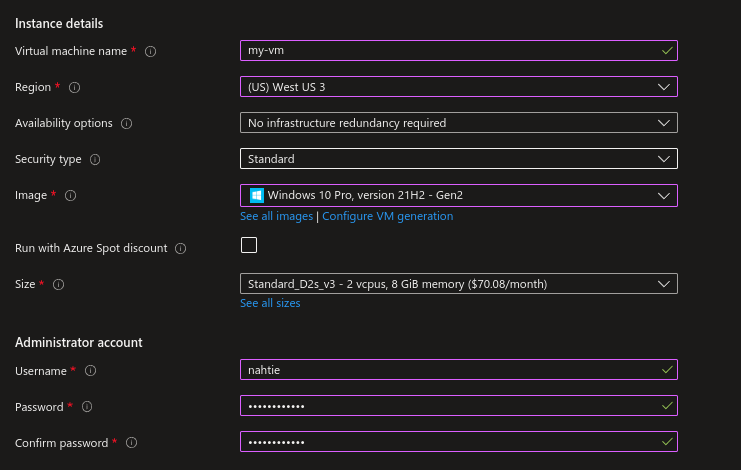 Instance details
Virtual machine name * my-vm
Region * (US) West US 3
Availability options No infrastructure redundancy required
Security type Standard
Image * Windows 10 Pro, version 21H2 - Gen2
See all images | Configure VM generation
Run with Azure Spot discount
Size * Standard_D2s_v3 - 2 vcpus, 8 GiB memory ($70.08/month)
See all sizes
Administrator account
Username * nahtie
Password * ••••••••••••
Confirm password * ••••••••••••